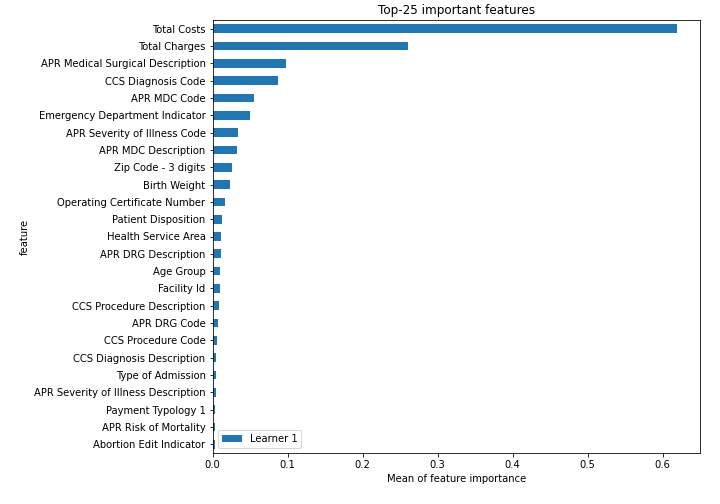 Top-25 important features
Total Costs
Total Charges
APR Medical Surgical Description
CCS Diagnosis Code
APR MDC Code
Emergency Department Indicator
APR Severity of Illness Code
APR MDC Description
Zip Code - 3 digits
Birth Weight
Operating Certificate Number
Patient Disposition
Health Service Area
APR DRG Description
Age Group
Facility Id
CCS Procedure Description
APR DRG Code
CCS Procedure Code
CCS Diagnosis Description
Type of Admission
APR Severity of Illness Description
Payment Typology 1
APR Risk of Mortality
Abortion Edit Indicator
feature
Learner 1
0.0 0.1 0.2 0.3 0.4 0.5 0.6
Mean of feature importance